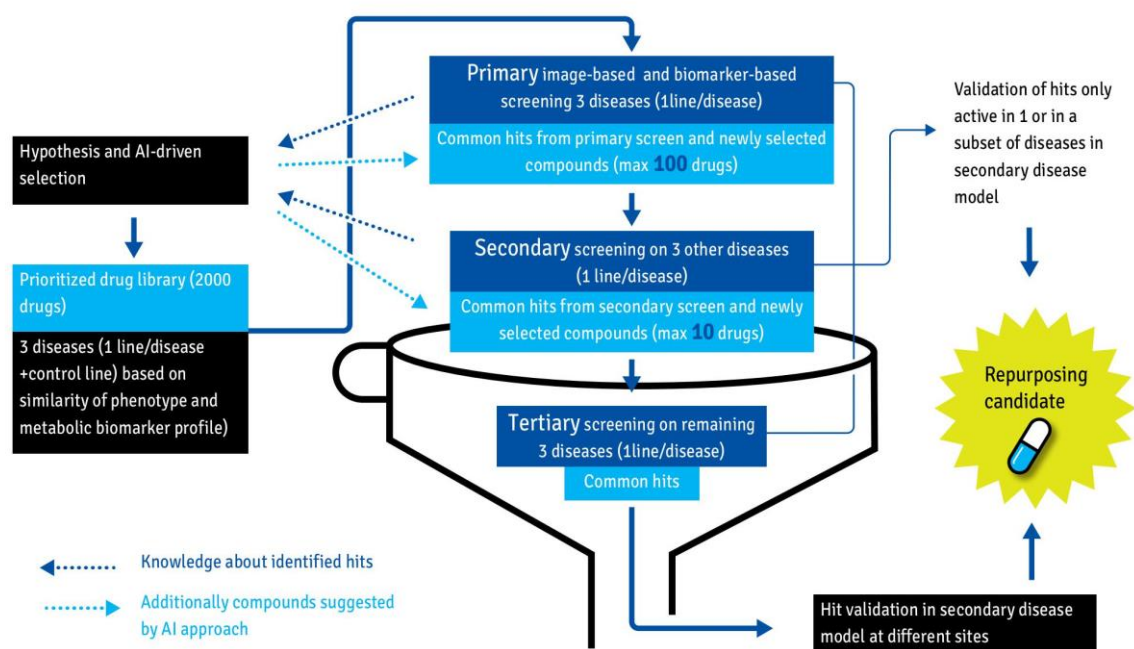 Primary image-based and biomarker-based
screening 3 diseases (1line/disease)
Common hits from primary screen and newly selected
compounds (max 100 drugs)
Hypothesis and AI-driven
selection
Prioritized drug library (2000
drugs)
3 diseases (1 line/disease
+control line) based on
similarity of phenotype and
metabolic biomarker profile)
Secondary screening on 3 other diseases
(1 line/disease)
Common hits from secondary screen and newly
selected compounds (max 10 drugs)
Tertiary screening on remaining
3 diseases (1line/disease)
Common hits
Validation of hits only
active in 1 or in a
subset of diseases in
secondary disease
model
Repurposing
candidate
Hit validation in secondary disease
model at different sites
Knowledge about identified hits
Additionally compounds suggested
by AI approach